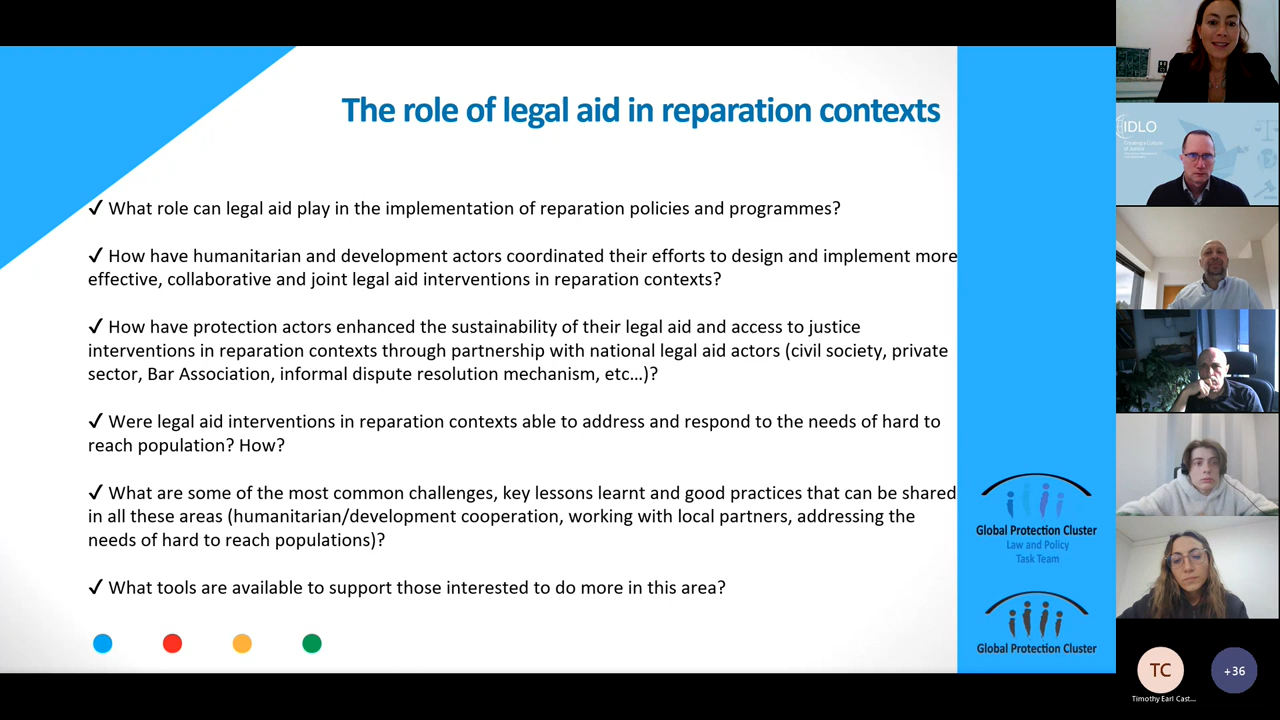 The role of legal aid in reparation contexts
✓ What role can legal aid play in the implementation of reparation policies and programmes?
✓ How have humanitarian and development actors coordinated their efforts to design and implement more
effective, collaborative and joint legal aid interventions in reparation contexts?
✓ How have protection actors enhanced the sustainability of their legal aid and access to justice
interventions in reparation contexts through partnership with national legal aid actors (civil society, private
sector, Bar Association, informal dispute resolution mechanism, etc…)?
✓ Were legal aid interventions in reparation contexts able to address and respond to the needs of hard to
reach population? How?
✓ What are some of the most common challenges, key lessons learnt and good practices that can be shared
in all these areas (humanitarian/development cooperation, working with local partners, addressing the
needs of hard to reach populations)?
✓ What tools are available to support those interested to do more in this area?
Global Protection Cluster
Law and Policy
Task Team
Global Protection Cluster
IDLO
TC
+36
Timothy Earl Cast...